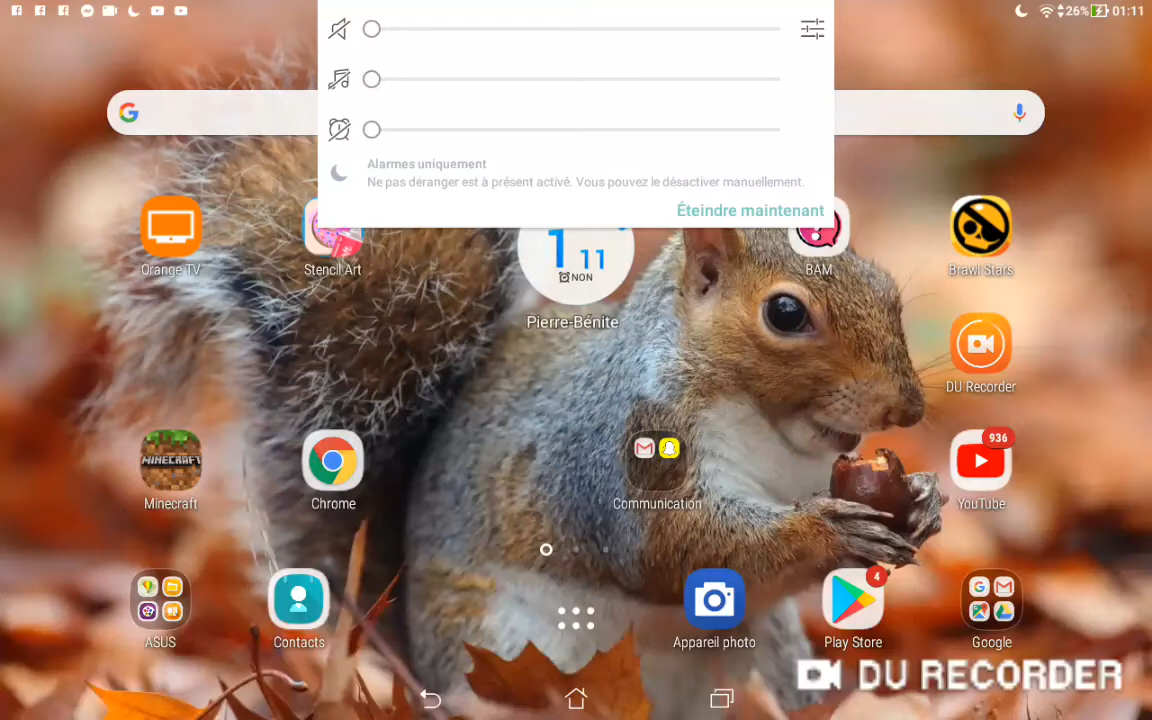 26% 01:11
Alarmes uniquement
Ne pas déranger est à présent activé. Vous pouvez le désactiver manuellement.
Éteindre maintenant
1 11
NON
Pierre-Bénite
Orange TV
Stencil Art
BAM
Brawl Stars
DU Recorder
MINECRAFT
936
Minecraft
Chrome
Communication
YouTube
4
ASUS
Contacts
Appareil photo
Play Store
Google
DU RECORDER